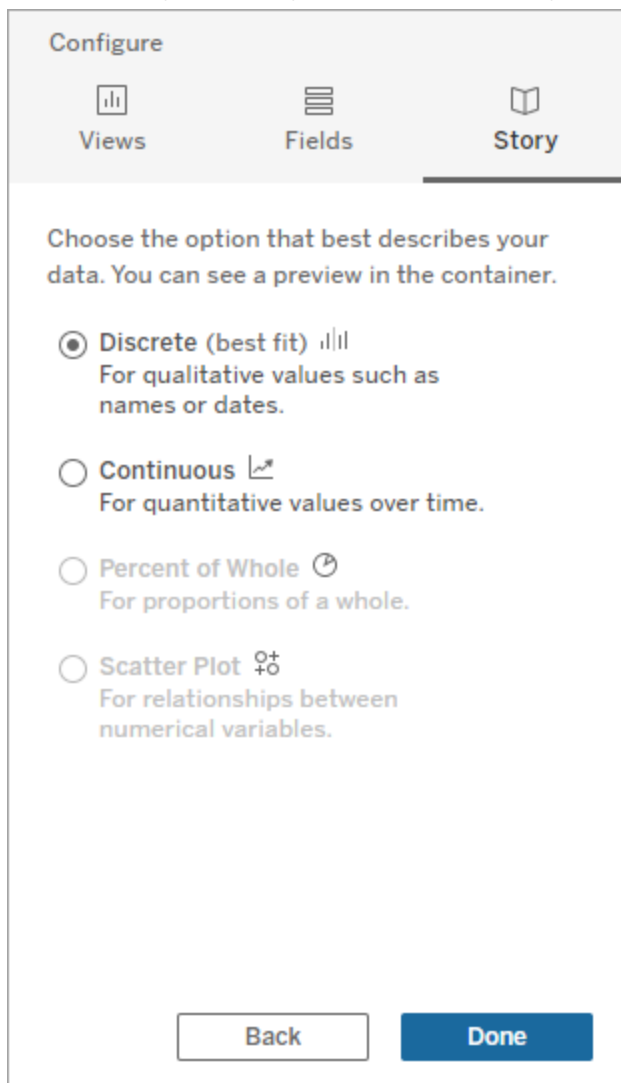 Configure
Views Fields Story
Choose the option that best describes your
data. You can see a preview in the container.
Discrete (best fit)
For qualitative values such as
names or dates.
Continuous
For quantitative values over time.
Percent of Whole
For proportions of a whole.
Scatter Plot
For relationships between
numerical variables.
Back Done